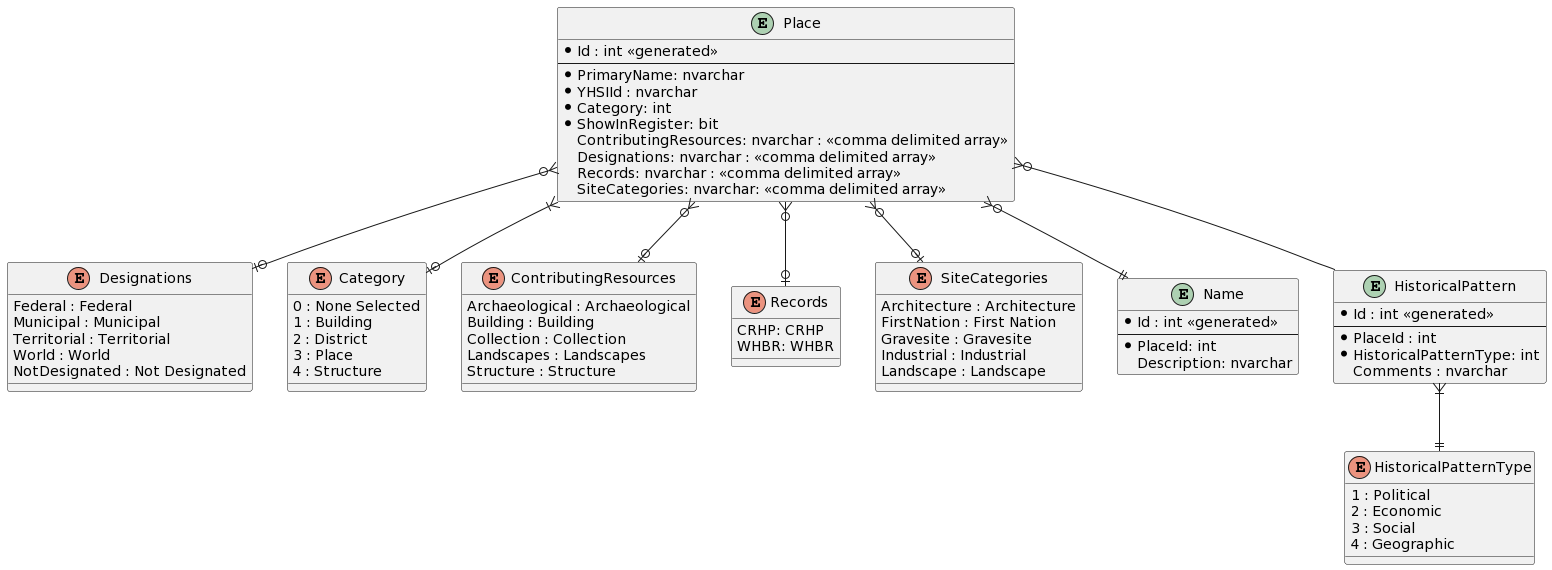 E Place
Id : int «generated»
PrimaryName: nvarchar
YHSIId : nvarchar
Category: int
ShowInRegister: bit
ContributingResources: nvarchar : «comma delimited array»
Designations: nvarchar : «comma delimited array»
Records: nvarchar : «comma delimited array»
SiteCategories: nvarchar: «comma delimited array»
E Designations
Federal : Federal
Municipal : Municipal
Territorial : Territorial
World : World
NotDesignated : Not Designated
E Category
0 : None Selected
1 : Building
2 : District
3 : Place
4 : Structure
E ContributingResources
Archaeological : Archaeological
Building : Building
Collection : Collection
Landscapes : Landscapes
Structure : Structure
E Records
CRHP: CRHP
WHBR: WHBR
E SiteCategories
Architecture : Architecture
FirstNation : First Nation
Gravesite : Gravesite
Industrial : Industrial
Landscape : Landscape
E Name
Id : int «generated»
PlaceId: int
Description: nvarchar
E HistoricalPattern
Id : int «generated»
PlaceId : int
HistoricalPatternType: int
Comments : nvarchar
E HistoricalPatternType
1 : Political
2 : Economic
3 : Social
4 : Geographic